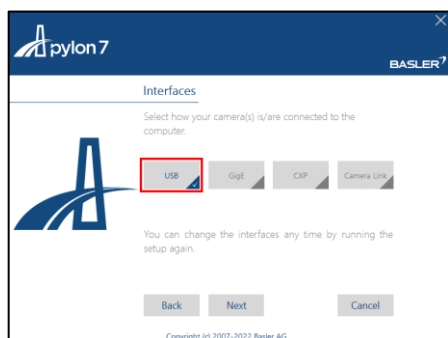 pylon 7
BASLER
Interfaces
Select how your camera(s) is/are connected to the
computer.
USB GigE CXP Camera Link
You can change the interfaces any time by running the
setup again.
Back Next Cancel
Copyright (c) 2007-2022 Basler AG